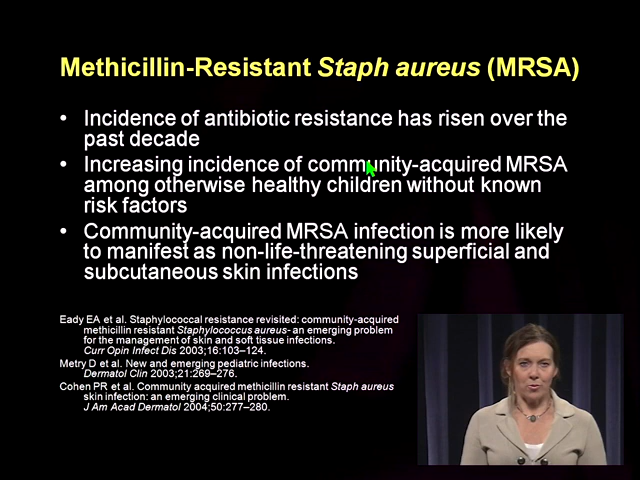 Methicillin-Resistant Staph aureus (MRSA)
• Incidence of antibiotic resistance has risen over the
past decade
• Increasing incidence of community-acquired MRSA
among otherwise healthy children without known
risk factors
• Community-acquired MRSA infection is more likely
to manifest as non-life-threatening superficial and
subcutaneous skin infections
Eady EA et al. Staphylococcal resistance revisited: community-acquired
methicillin resistant Staphylococcus aureus- an emerging problem
for the management of skin and soft tissue infections.
Curr Opin Infect Dis 2003;16:103–124.
Metry D et al. New and emerging pediatric infections.
Dermatol Clin 2003;21:269–276.
Cohen PR et al. Community acquired methicillin resistant Staph aureus
skin infection: an emerging clinical problem.
J Am Acad Dermatol 2004;50:277–280.